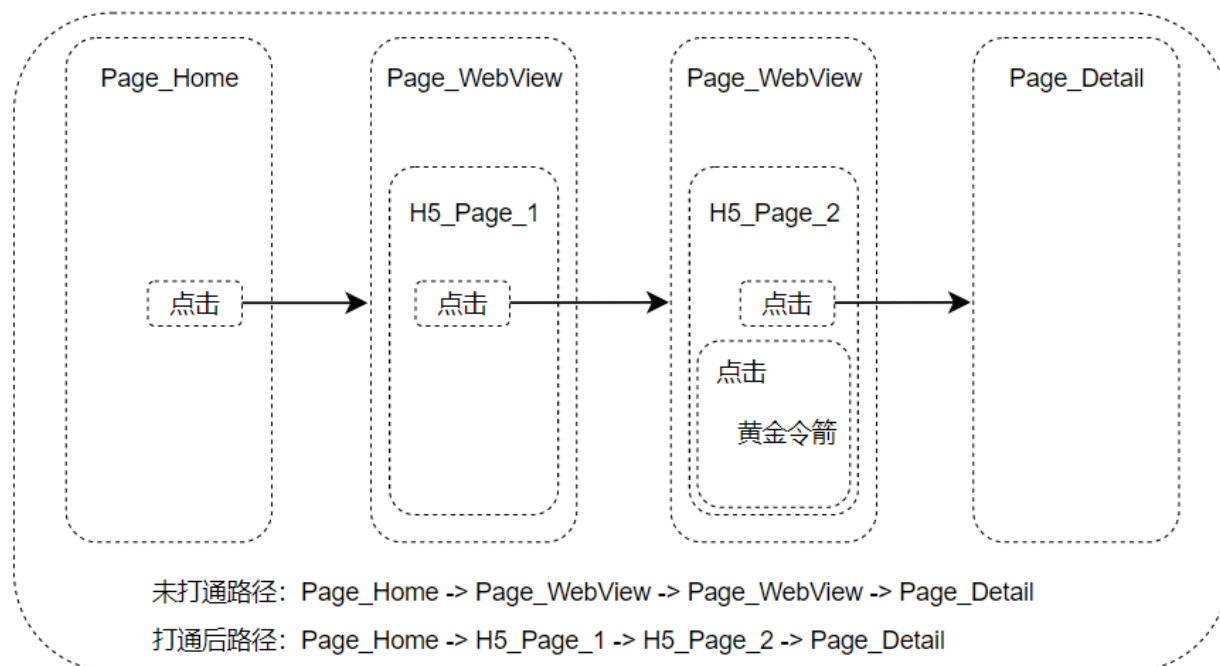 Page_Home
Page_WebView
Page_WebView
Page_Detail
H5_Page_1
H5_Page_2
点击
点击
点击
点击
黄金令箭
未打通路径：Page_Home -> Page_WebView -> Page_WebView -> Page_Detail
打通后路径：Page_Home -> H5_Page_1 -> H5_Page_2 -> Page_Detail